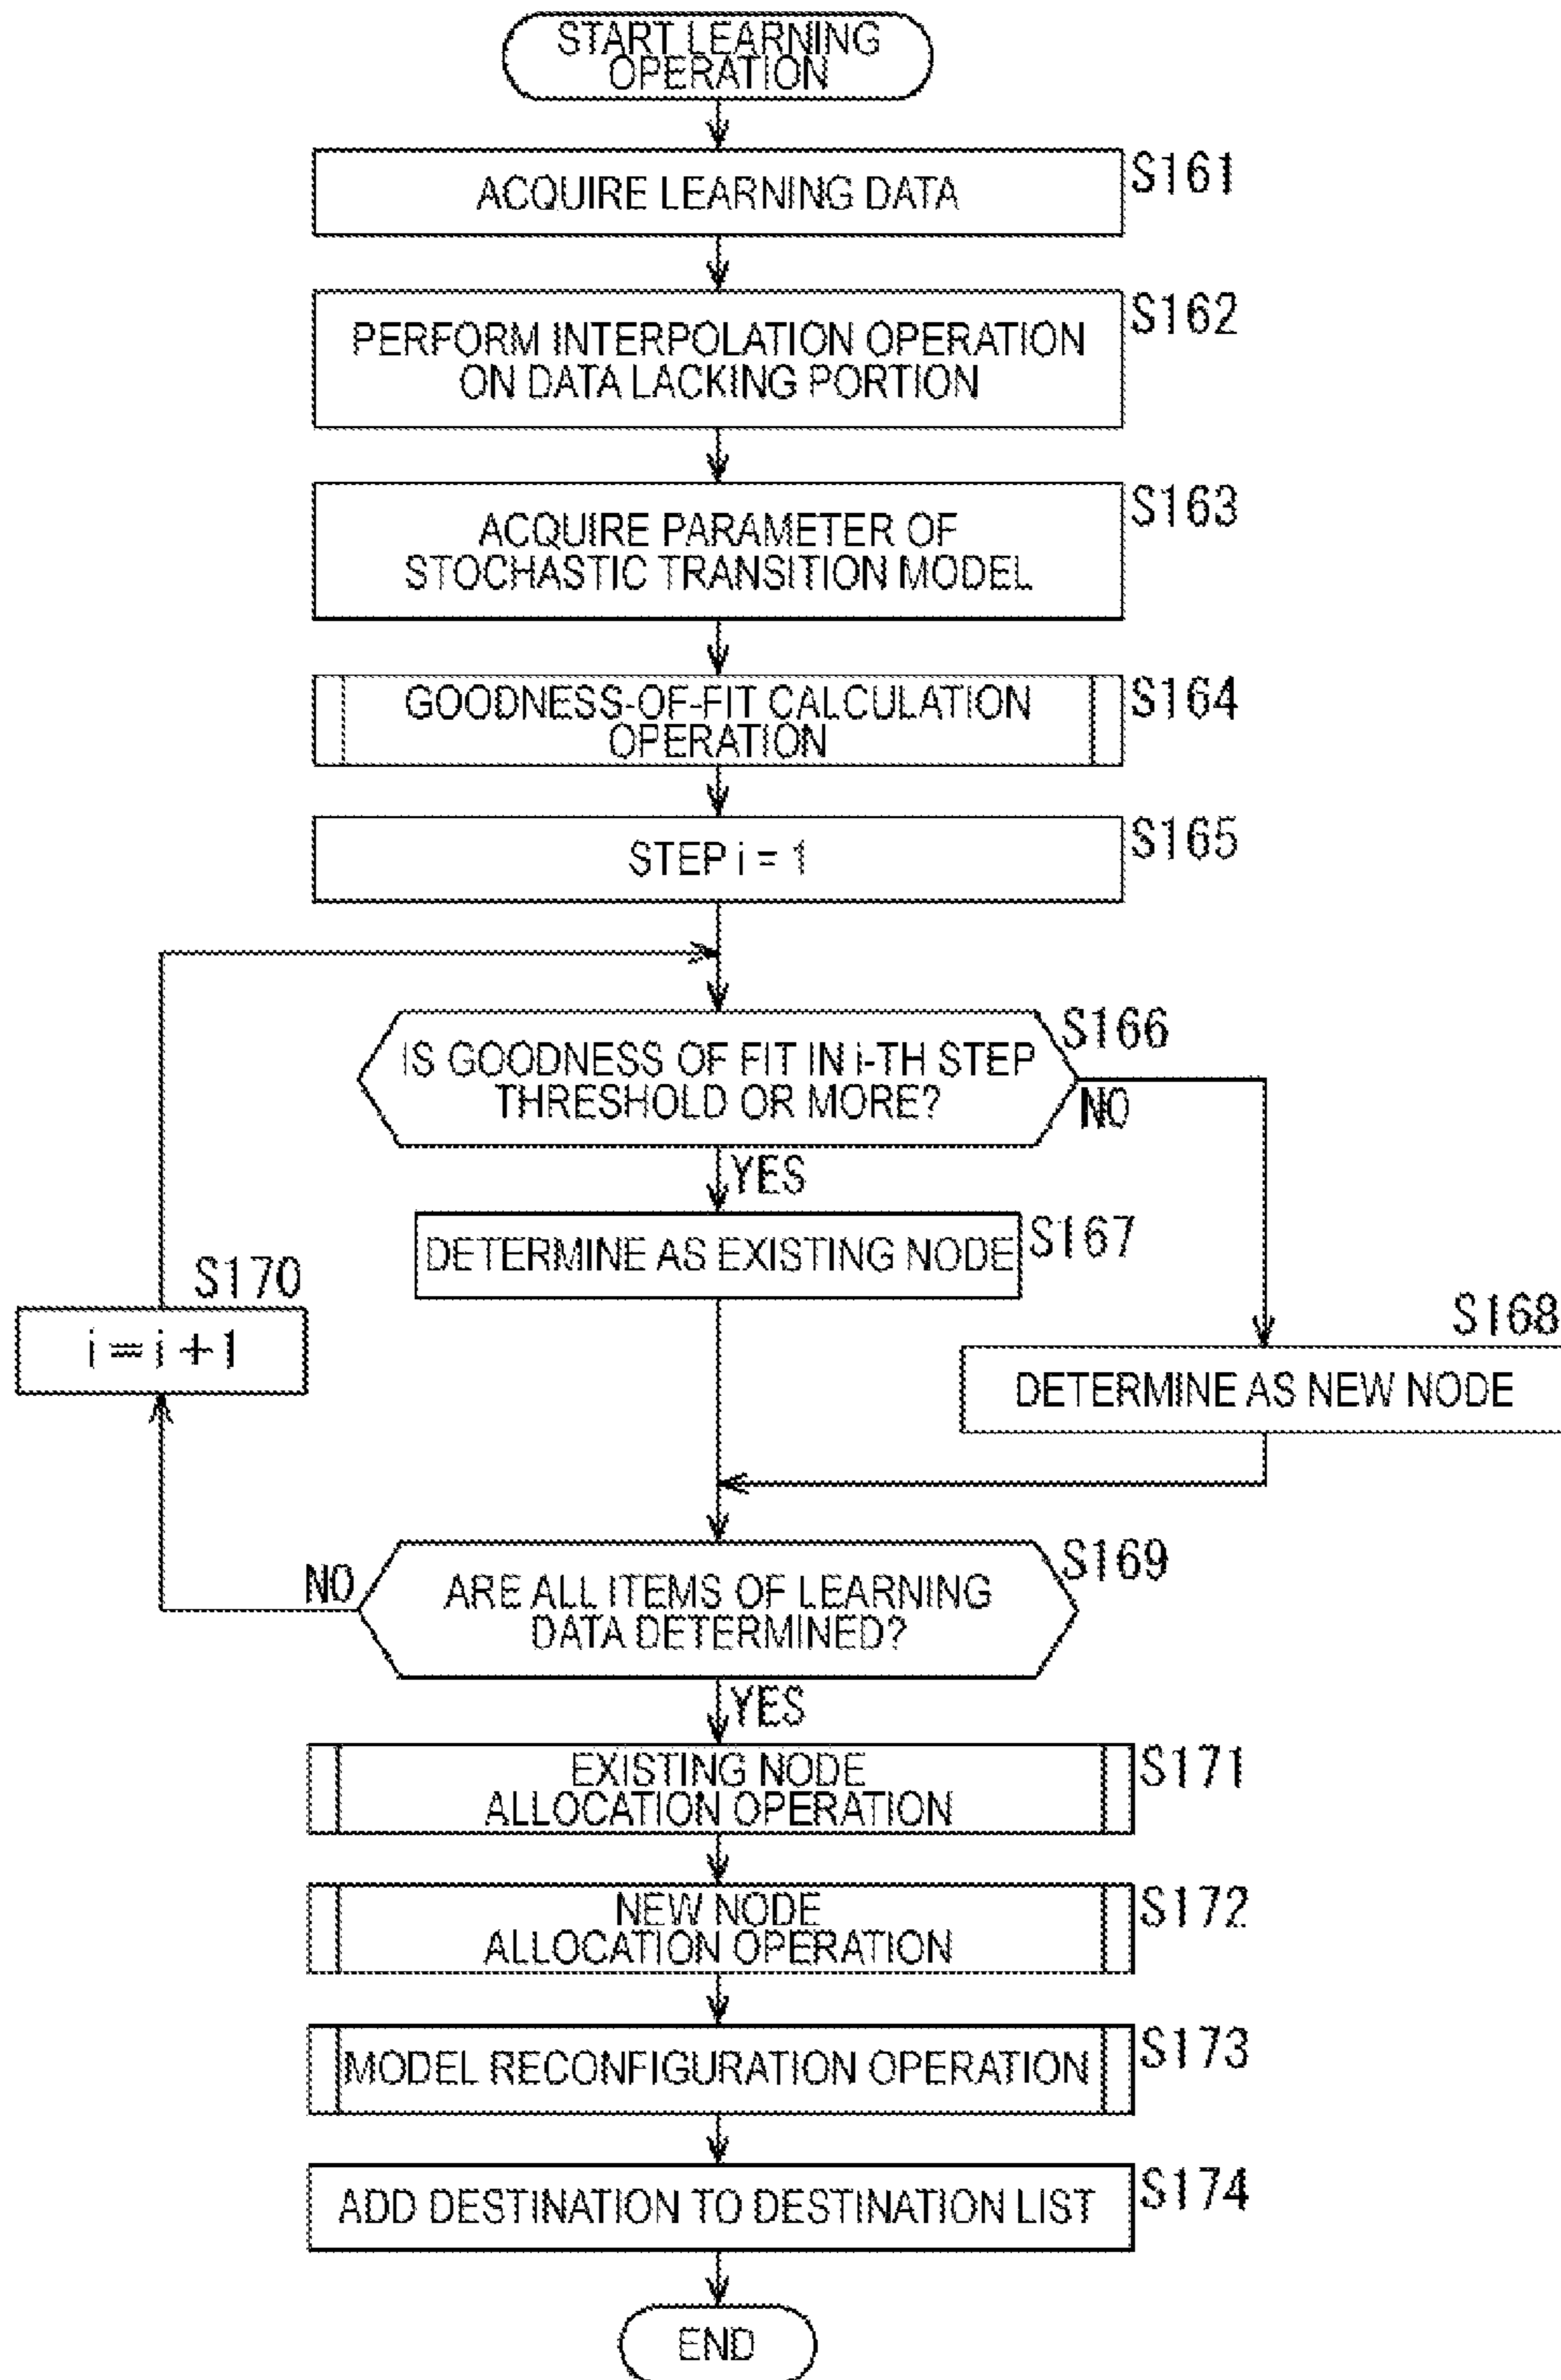 START LEARNING
OPERATION
ACQUIRE LEARNING DATA
S161
PERFORM INTERPOLATION OPERATION
ON DATA LACKING PORTION
S162
ACQUIRE PARAMETER OF
STOCHASTIC TRANSITION MODEL
S163
GOODNESS-OF-FIT CALCULATION
OPERATION
S164
STEP i = 1
S165
IS GOODNESS OF FIT IN i-TH STEP
THRESHOLD OR MORE?
S166
NO
YES
DETERMINE AS EXISTING NODE
S167
S170
i = i + 1
S168
DETERMINE AS NEW NODE
NO
ARE ALL ITEMS OF LEARNING
DATA DETERMINED?
S169
YES
EXISTING NODE
ALLOCATION OPERATION
S171
NEW NODE
ALLOCATION OPERATION
S172
MODEL RECONFIGURATION OPERATION
S173
ADD DESTINATION TO DESTINATION LIST
S174
END